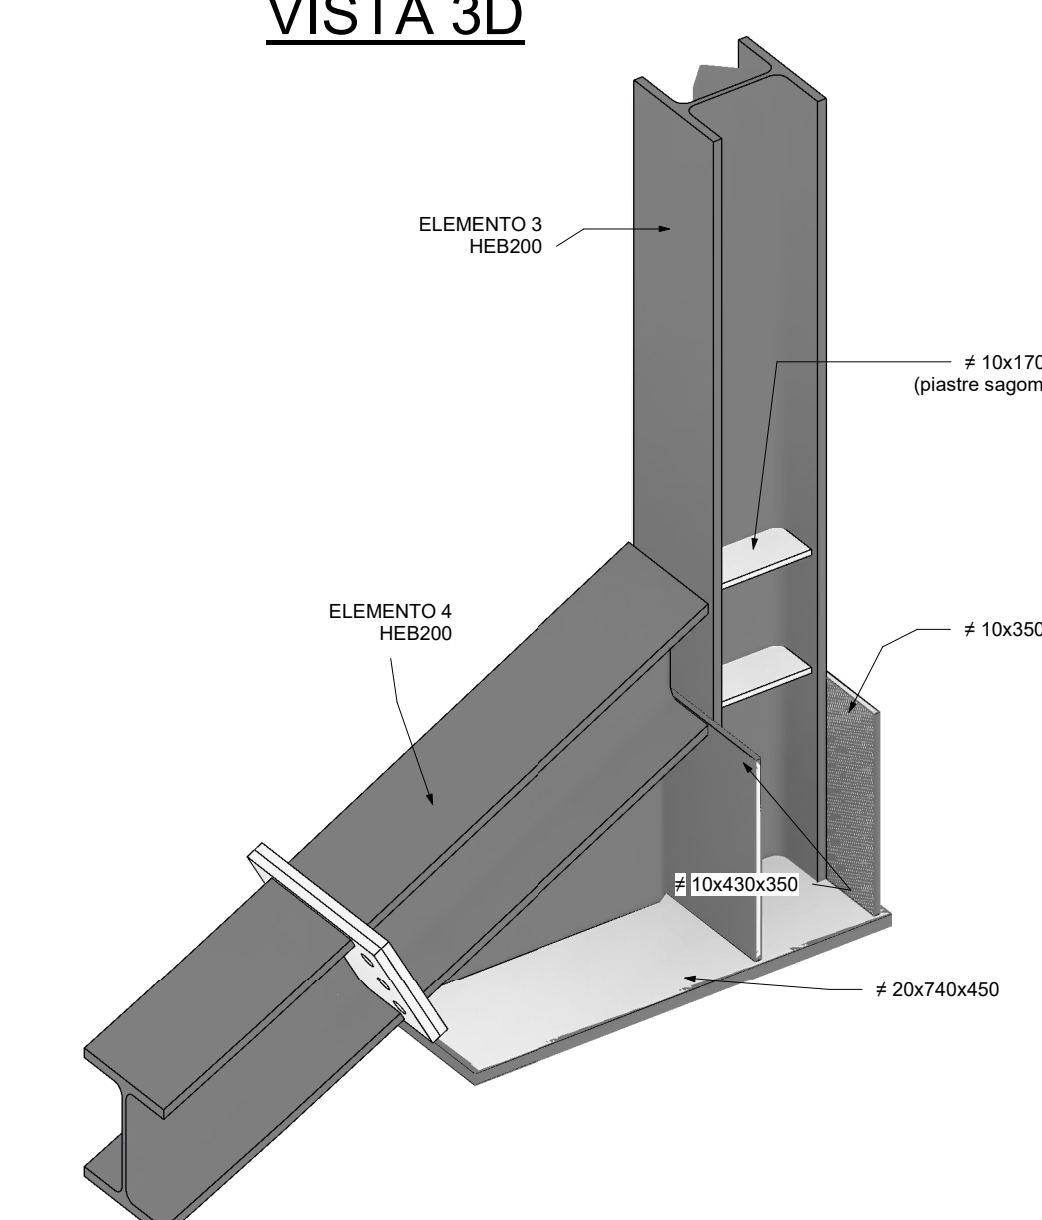 VISTA 3D
ELEMENTO 3
HEB200
≠ 10x170
(piastre sagom
≠ 10x350
ELEMENTO 4
HEB200
≠ 10x430x350
≠ 20x740x450